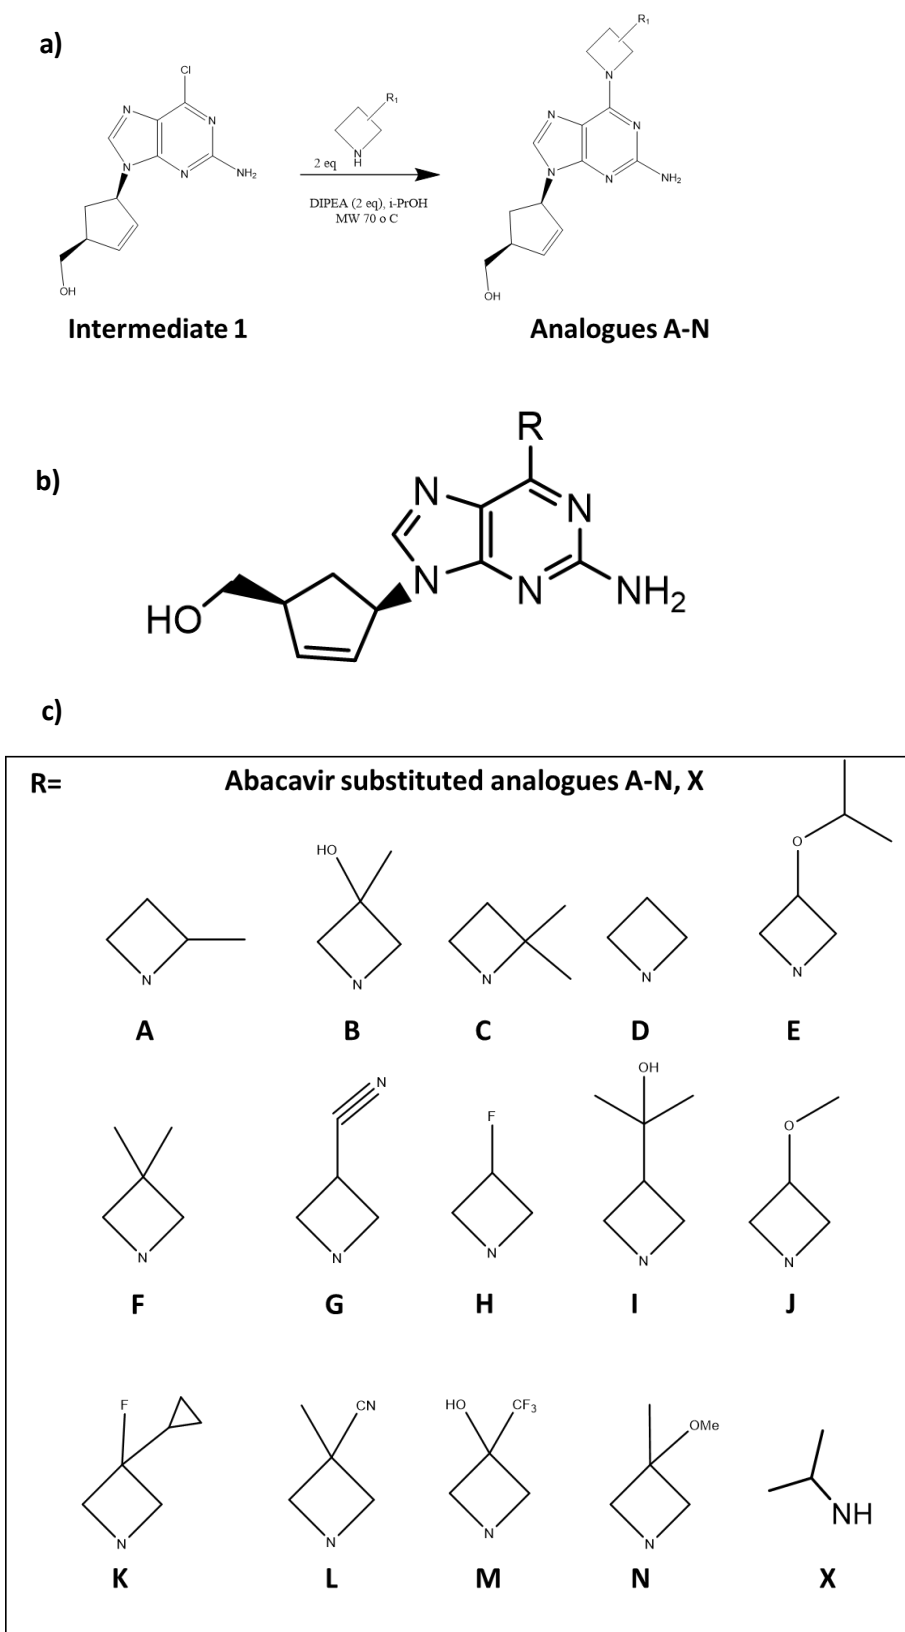 a)
Cl
N
N
N
N
NH₂
OH
R₁
N
H
2 eq
DIPEA (2 eq), i-PrOH
MW 70 o C
R₁
N
N
N
N
N
NH₂
OH
Intermediate 1
Analogues A-N
b)
R
N
N
N
N
NH₂
HO
c)
R=
Abacavir substituted analogues A-N, X
N
HO
N
N
N
O
N
A
B
C
D
E
N
N
N
F
N
OH
N
O
N
F
G
H
I
J
F
N
CN
N
HO
CF₃
N
OMe
N
NH
K
L
M
N
X